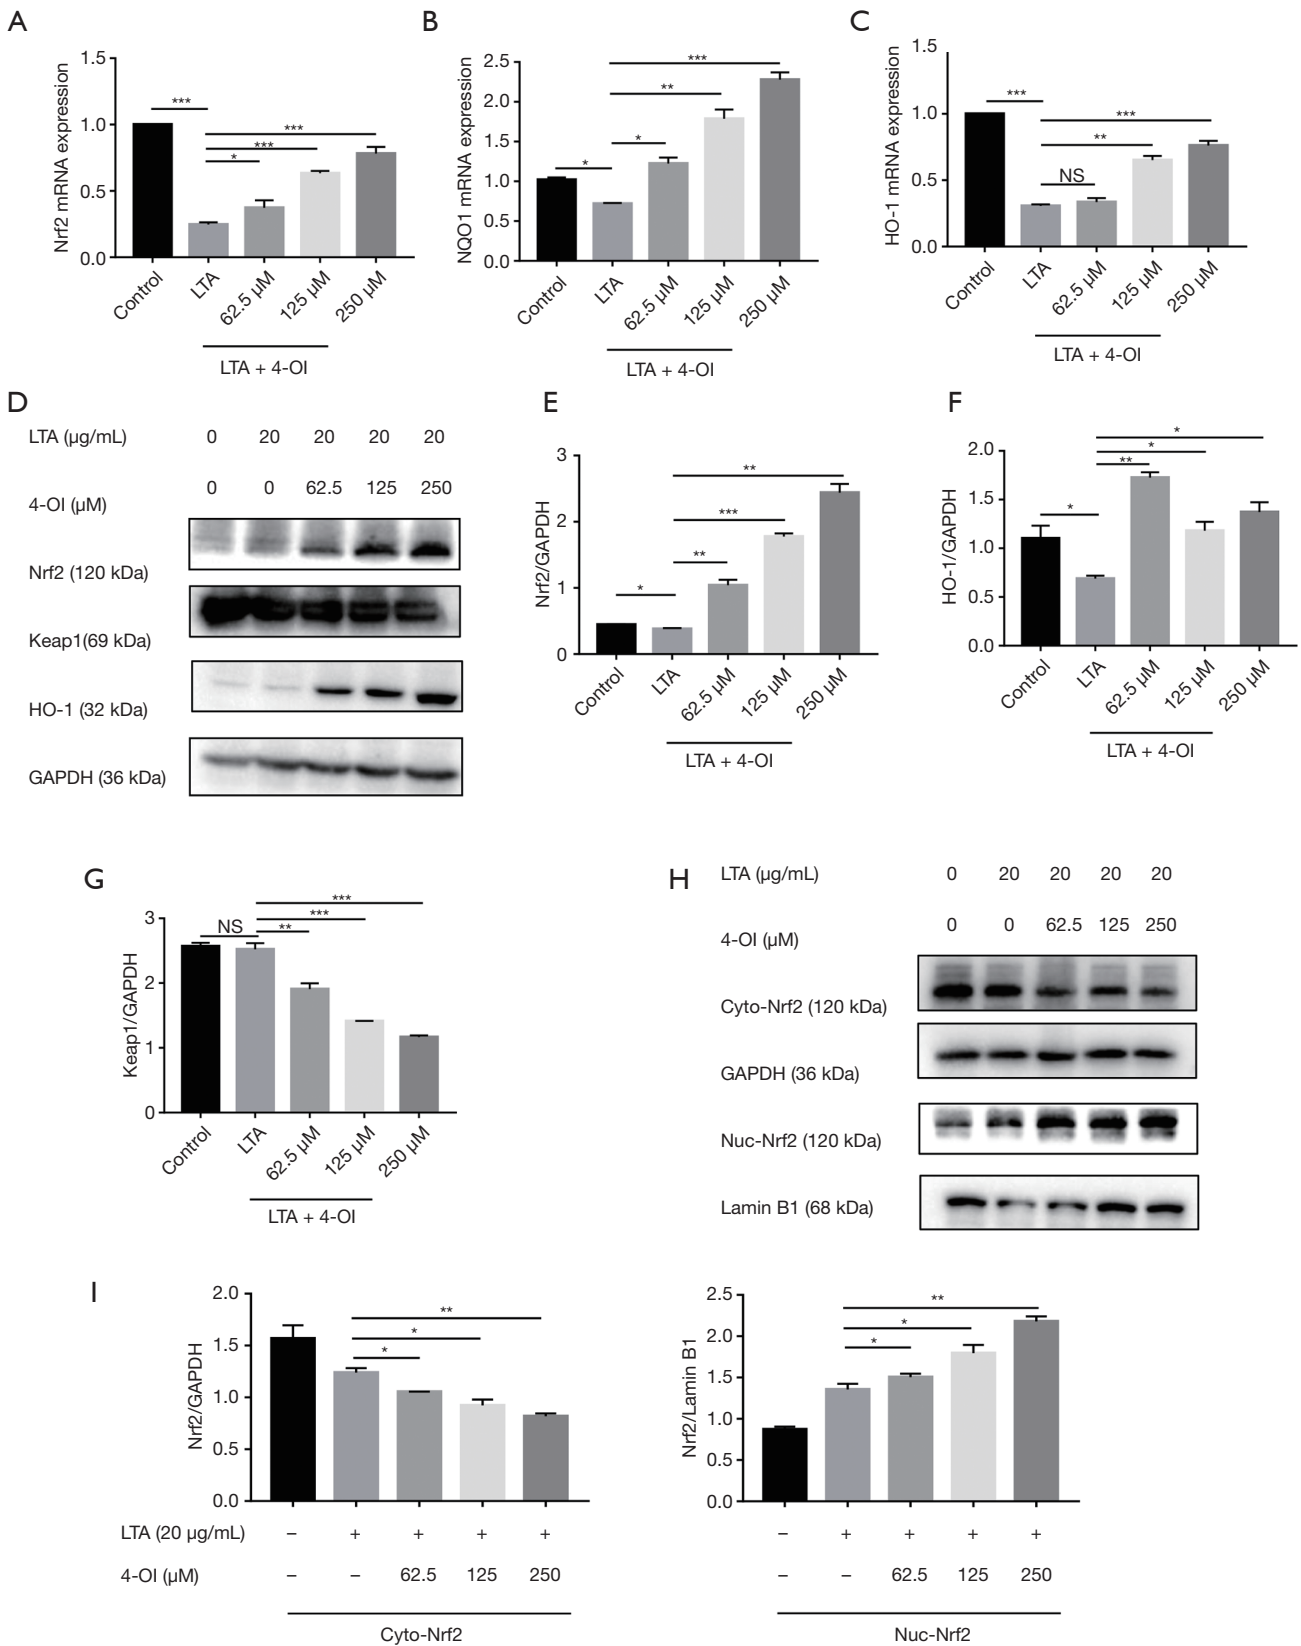 A
Nrf2 mRNA expression
1.5
1.0
0.5
0.0
***
***
***
*
Control
LTA
62.5 µM
125 µM
250 µM
LTA + 4-OI
B
NQO1 mRNA expression
2.5
2.0
1.5
1.0
0.5
0.0
***
**
*
*
Control
LTA
62.5 µM
125 µM
250 µM
LTA + 4-OI
C
HO-1 mRNA expression
1.5
1.0
0.5
0.0
***
***
**
NS
Control
LTA
62.5 µM
125 µM
250 µM
LTA + 4-OI
D
LTA (µg/mL) 0 20 20 20 20
4-OI (µM) 0 0 62.5 125 250
Nrf2 (120 kDa)
Keap1(69 kDa)
HO-1 (32 kDa)
GAPDH (36 kDa)
E
Nrf2/GAPDH
3
2
1
0
**
***
**
*
Control
LTA
62.5 µM
125 µM
250 µM
LTA + 4-OI
F
HO-1/GAPDH
2.0
1.5
1.0
0.5
0.0
*
*
**
*
Control
LTA
62.5 µM
125 µM
250 µM
LTA + 4-OI
G
Keap1/GAPDH
3
2
1
0
***
***
NS
**
Control
LTA
62.5 µM
125 µM
250 µM
LTA + 4-OI
H
LTA (µg/mL) 0 20 20 20 20
4-OI (µM) 0 0 62.5 125 250
Cyto-Nrf2 (120 kDa)
GAPDH (36 kDa)
Nuc-Nrf2 (120 kDa)
Lamin B1 (68 kDa)
I
Nrf2/GAPDH
2.0
1.5
1.0
0.5
0.0
**
*
*
LTA (20 µg/mL) – + + + +
4-OI (µM) – – 62.5 125 250
Cyto-Nrf2
Nrf2/Lamin B1
2.5
2.0
1.5
1.0
0.5
0.0
**
*
*
– + + + +
– – 62.5 125 250
Nuc-Nrf2